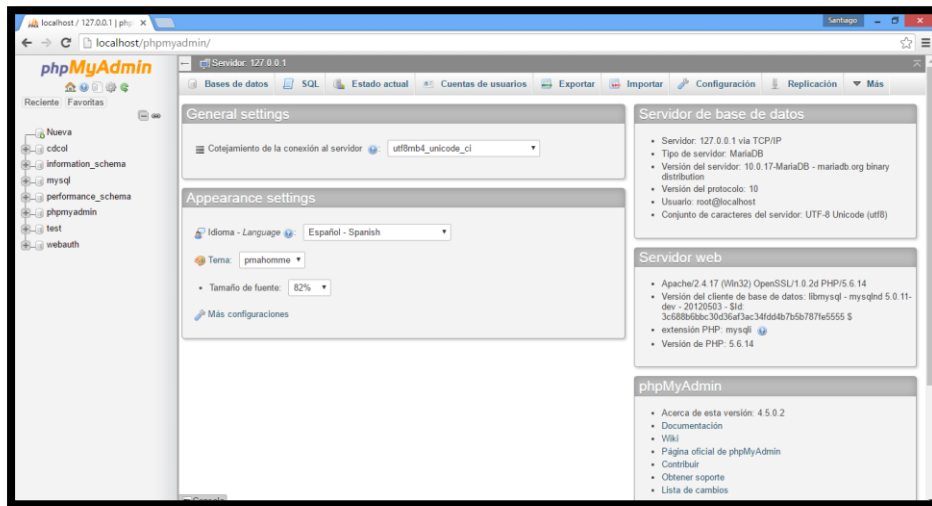 localhost / 127.0.0.1 | php
Santiago
localhost/phpmyadmin/
phpMyAdmin
Reciente Favoritas
Nueva
cdcol
information_schema
mysql
performance_schema
phpmyadmin
test
webauth
Servidor: 127.0.0.1
Bases de datos SQL Estado actual Cuentas de usuarios Exportar Importar Configuración Replicación Más
General settings
Cotejamiento de la conexión al servidor : utf8mb4_unicode_ci
Appearance settings
Idioma - Language : Español - Spanish
Tema: pmahomme
Tamaño de fuente: 82%
Más configuraciones
Servidor de base de datos
Servidor: 127.0.0.1 via TCP/IP
Tipo de servidor: MariaDB
Versión del servidor: 10.0.17-MariaDB - mariadb.org binary
distribution
Versión del protocolo: 10
Usuario: root@localhost
Conjunto de caracteres del servidor: UTF-8 Unicode (utf8)
Servidor web
Apache/2.4.17 (Win32) OpenSSL/1.0.2d PHP/5.6.14
Versión del cliente de base de datos: libmysql - mysqlnd 5.0.11-
dev - 20120503 - $Id:
3c688b6bbc30d36af3ac34fdd4b7b5b787fe5555 $
extensión PHP: mysqli
Versión de PHP: 5.6.14
phpMyAdmin
Acerca de esta versión: 4.5.0.2
Documentación
Wiki
Página oficial de phpMyAdmin
Contribuir
Obtener soporte
Lista de cambios
Consola